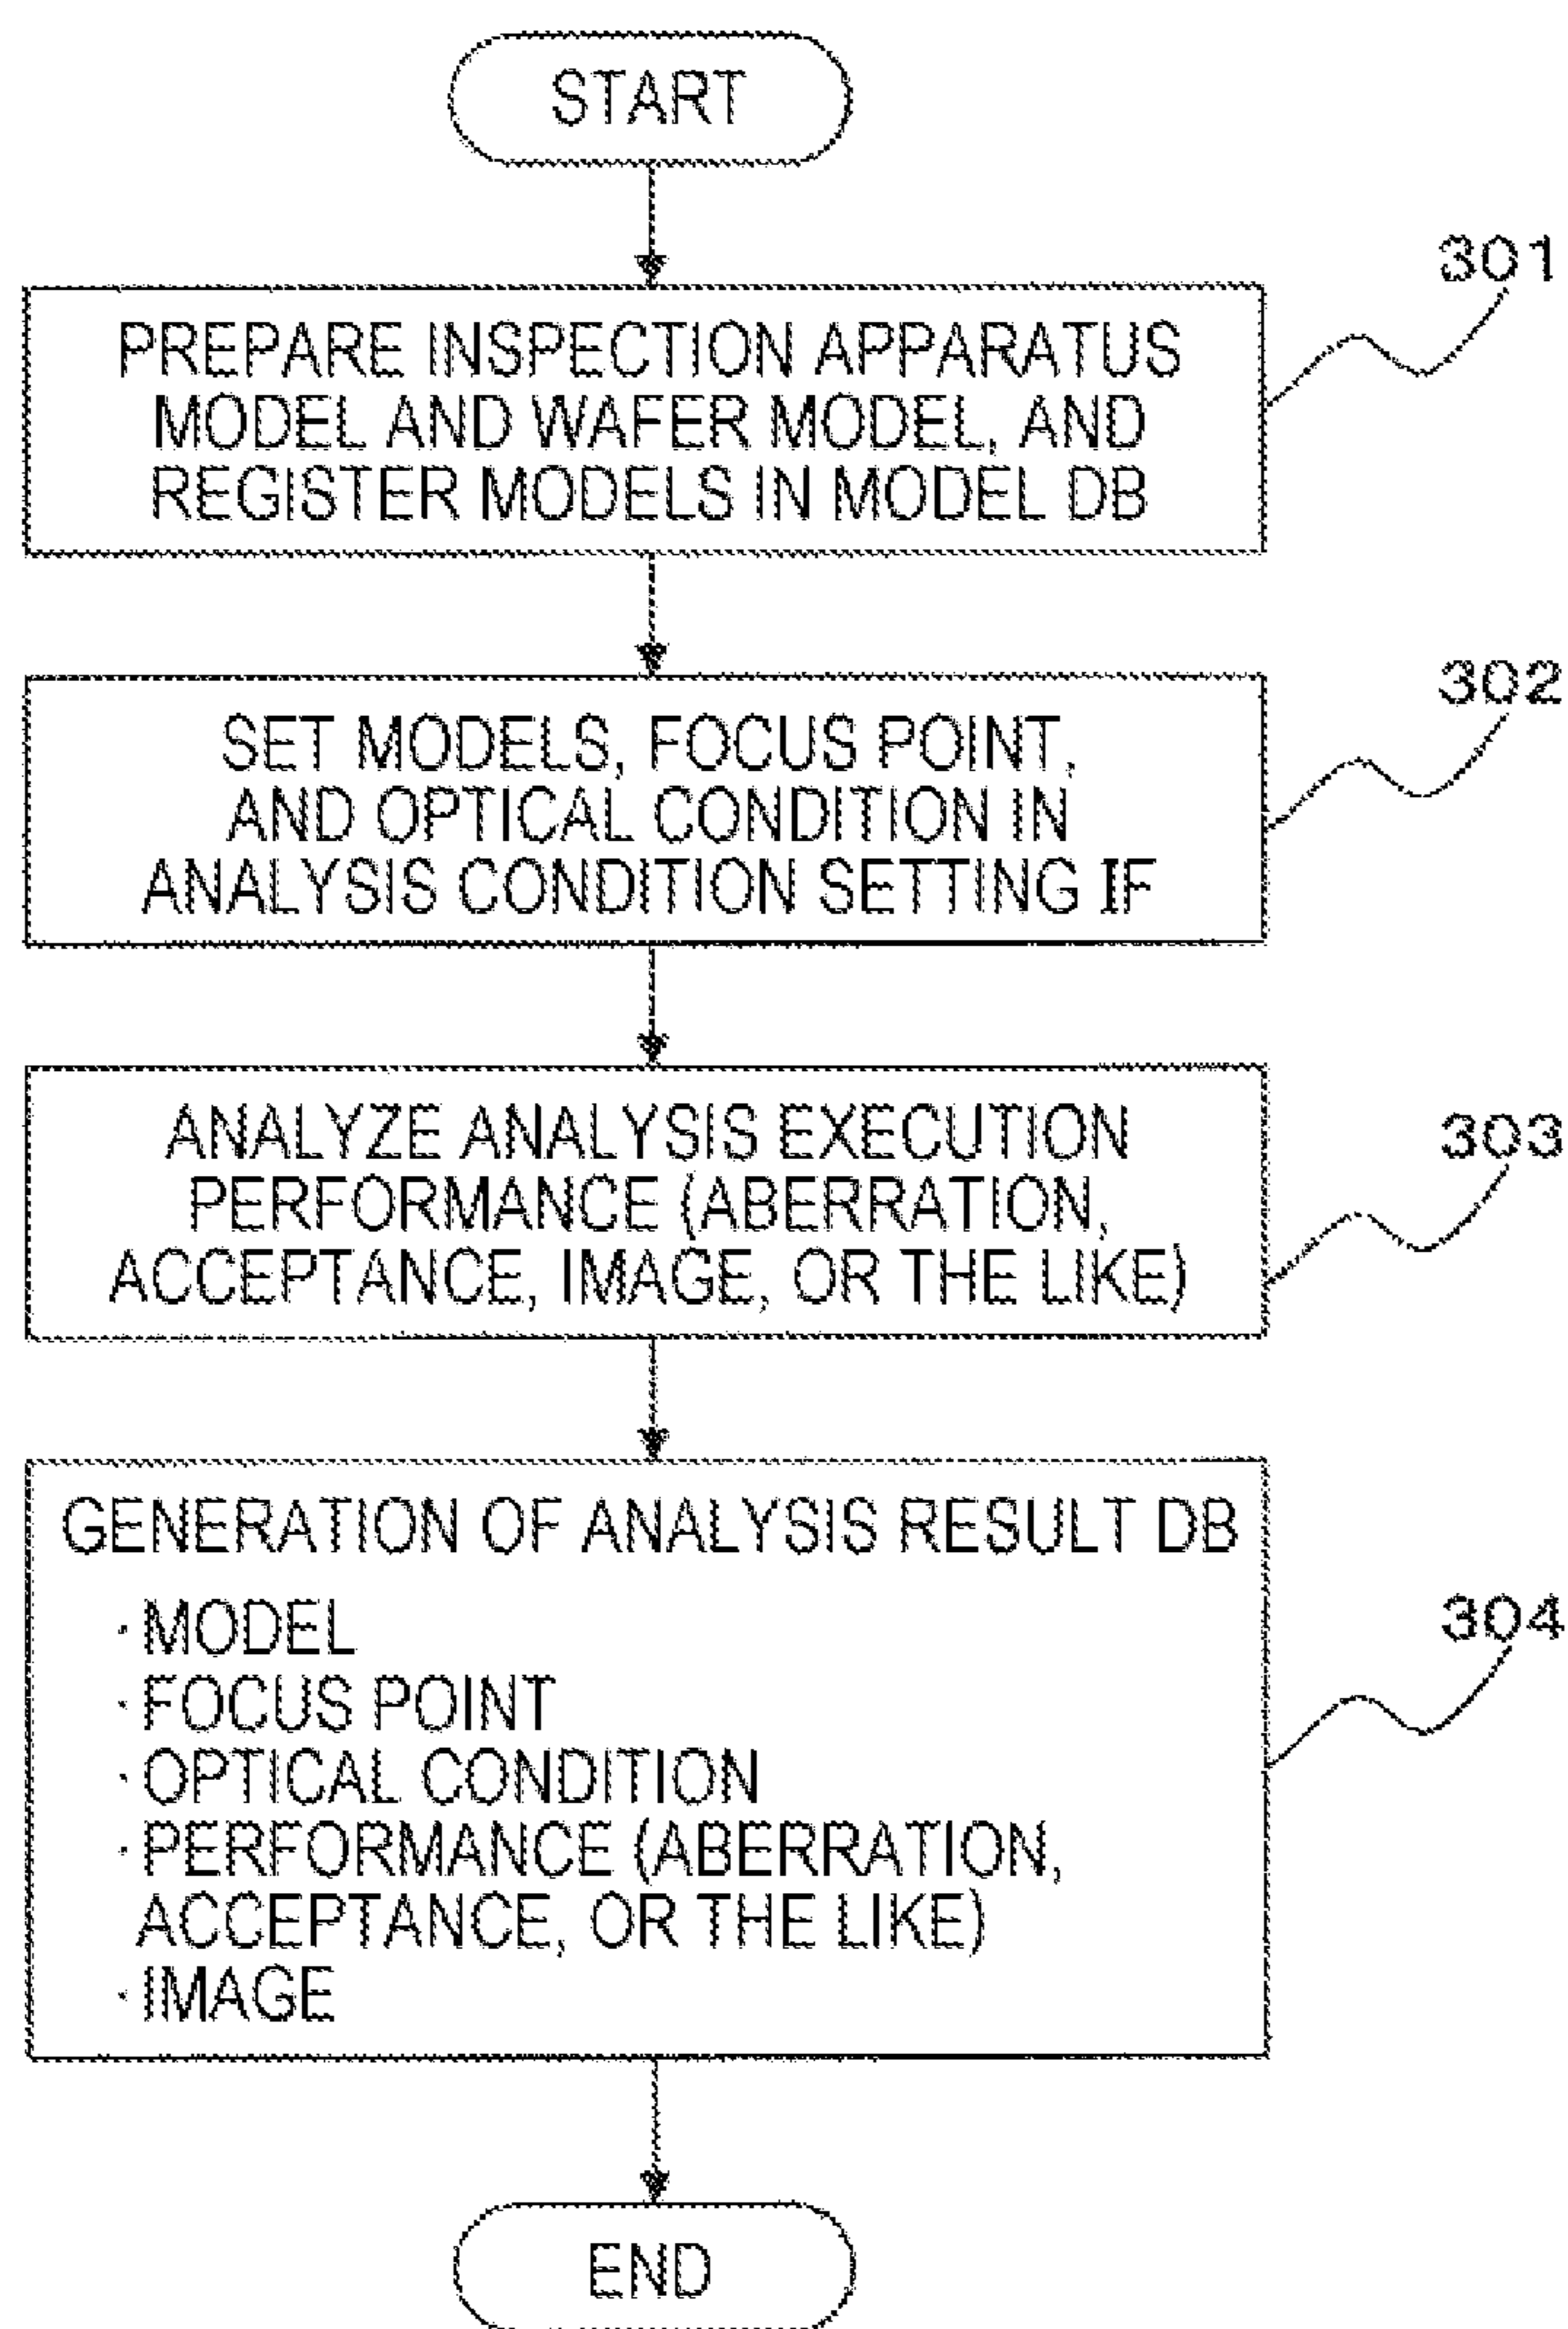 START
301
PREPARE INSPECTION APPARATUS
MODEL AND WAFER MODEL, AND
REGISTER MODELS IN MODEL DB
302
SET MODELS, FOCUS POINT,
AND OPTICAL CONDITION IN
ANALYSIS CONDITION SETTING IF
303
ANALYZE ANALYSIS EXECUTION
PERFORMANCE (ABERRATION,
ACCEPTANCE, IMAGE, OR THE LIKE)
304
GENERATION OF ANALYSIS RESULT DB
· MODEL
· FOCUS POINT
· OPTICAL CONDITION
· PERFORMANCE (ABERRATION,
ACCEPTANCE, OR THE LIKE)
· IMAGE
END